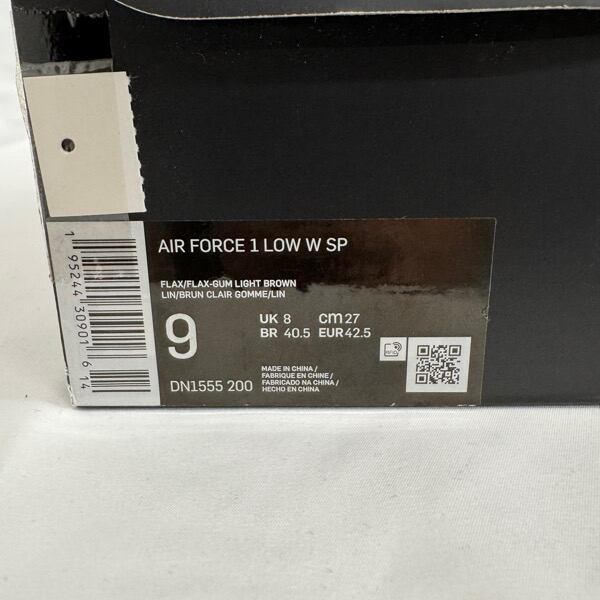 AIR FORCE 1 LOW W SP
FLAX/FLAX-GUM LIGHT BROWN
LIN/BRUN CLAIR GOMME/LIN
9
UK 8 CM 27
BR 40.5 EUR 42.5
DN1555 200
MADE IN CHINA /
FABRIQUE EN CHINE /
FABRICADO NA CHINA /
HECHO EN CHINA
RFID
1 95244 30901 6 14